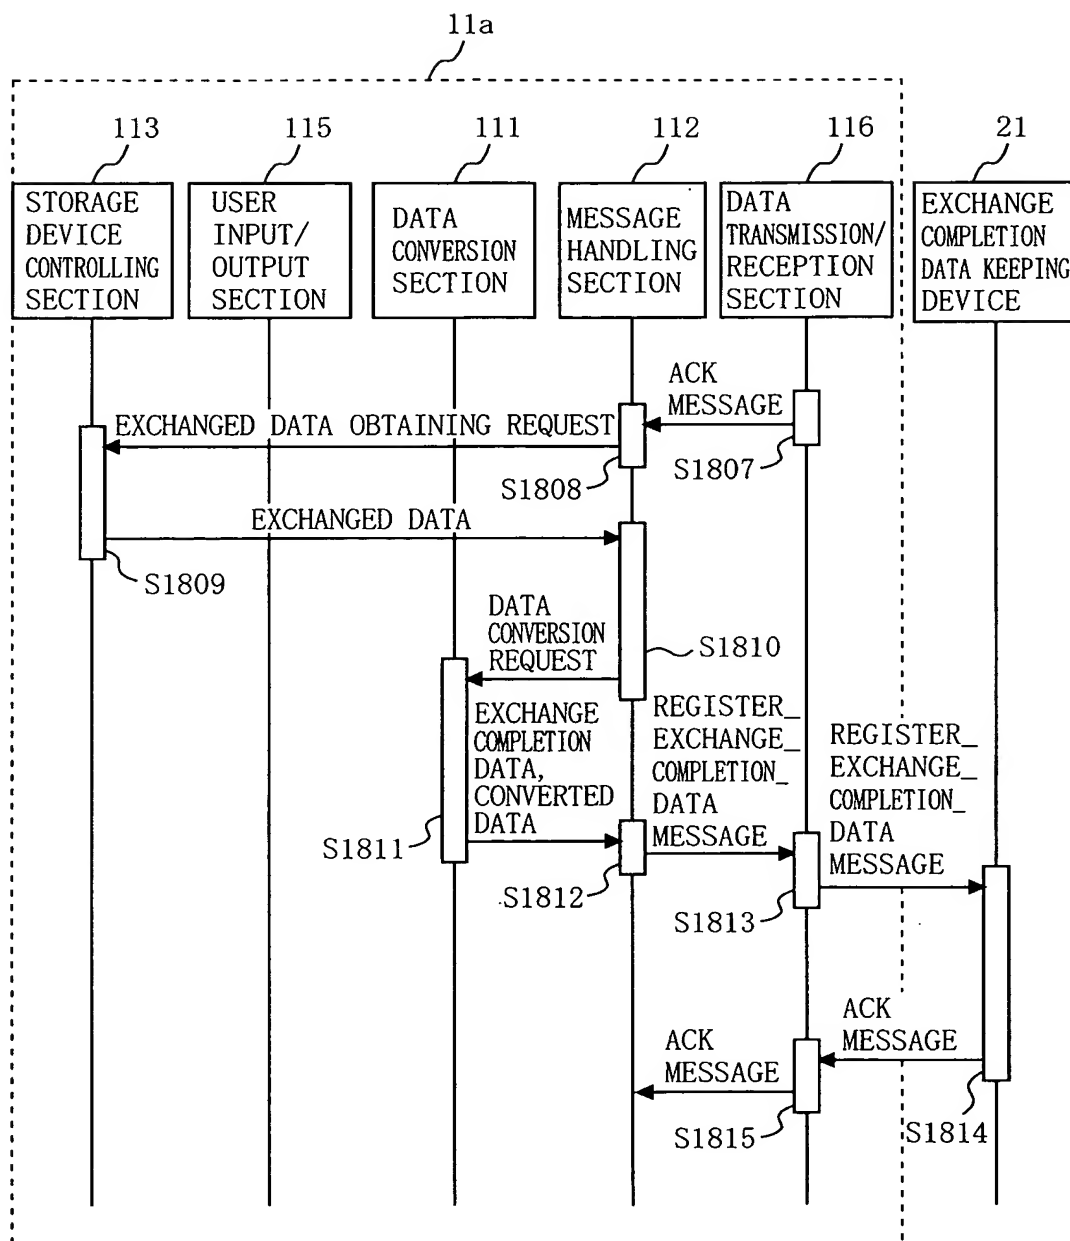 11a
113
115
111
112
116
21
STORAGE
DEVICE
CONTROLLING
SECTION
USER
INPUT/
OUTPUT
SECTION
DATA
CONVERSION
SECTION
MESSAGE
HANDLING
SECTION
DATA
TRANSMISSION/
RECEPTION
SECTION
EXCHANGE
COMPLETION
DATA KEEPING
DEVICE
ACK
MESSAGE
EXCHANGED DATA OBTAINING REQUEST
S1807
S1808
EXCHANGED DATA
S1809
DATA
CONVERSION
REQUEST
S1810
EXCHANGE
COMPLETION
DATA,
CONVERTED
DATA
S1811
REGISTER_
EXCHANGE_
COMPLETION_
DATA
MESSAGE
S1812
REGISTER_
EXCHANGE_
COMPLETION_
DATA
MESSAGE
S1813
ACK
MESSAGE
S1814
ACK
MESSAGE
S1815